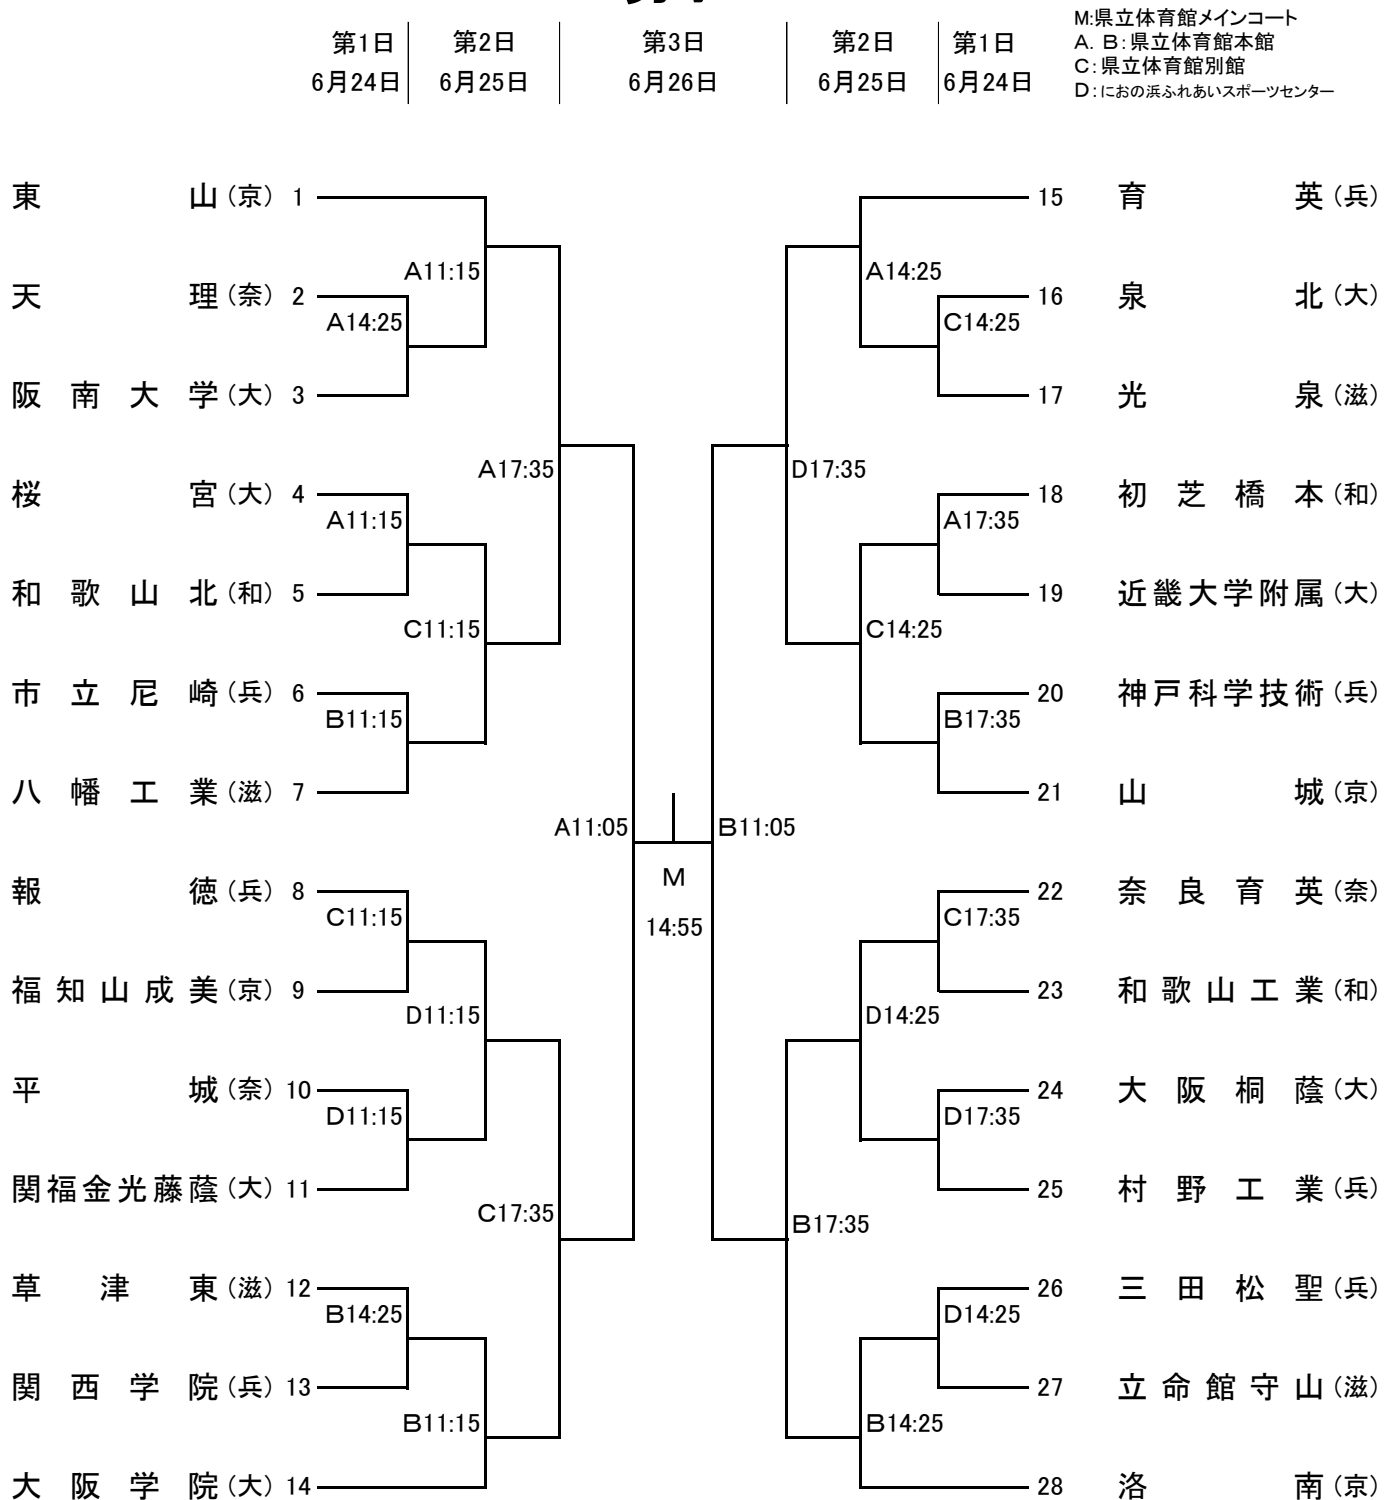 M:県立体育館メインコート
A. B:県立体育館本館
C:県立体育館別館
D:におの浜ふれあいスポーツセンター
第1日 第2日 第3日 第2日 第1日
6月24日 6月25日 6月26日 6月25日 6月24日
東山(京) 1 15 育英(兵)
A11:15 A14:25
天理(奈) 2 16 泉北(大)
A14:25 C14:25
阪南大学(大) 3 17 光泉(滋)
A17:35 D17:35
桜宮(大) 4 18 初芝橋本(和)
A11:15 A17:35
和歌山北(和) 5 19 近畿大学附属(大)
C11:15 C14:25
市立尼崎(兵) 6 20 神戸科学技術(兵)
B11:15 B17:35
八幡工業(滋) 7 21 山城(京)
A11:05 B11:05
M
報徳(兵) 8 22 奈良育英(奈)
C11:15 14:55 C17:35
福知山成美(京) 9 23 和歌山工業(和)
D11:15 D14:25
平城(奈) 10 24 大阪桐蔭(大)
D11:15 D17:35
関福金光藤蔭(大) 11 25 村野工業(兵)
C17:35 B17:35
草津東(滋) 12 26 三田松聖(兵)
B14:25 D14:25
関西学院(兵) 13 27 立命館守山(滋)
B11:15 B14:25
大阪学院(大) 14 28 洛南(京)